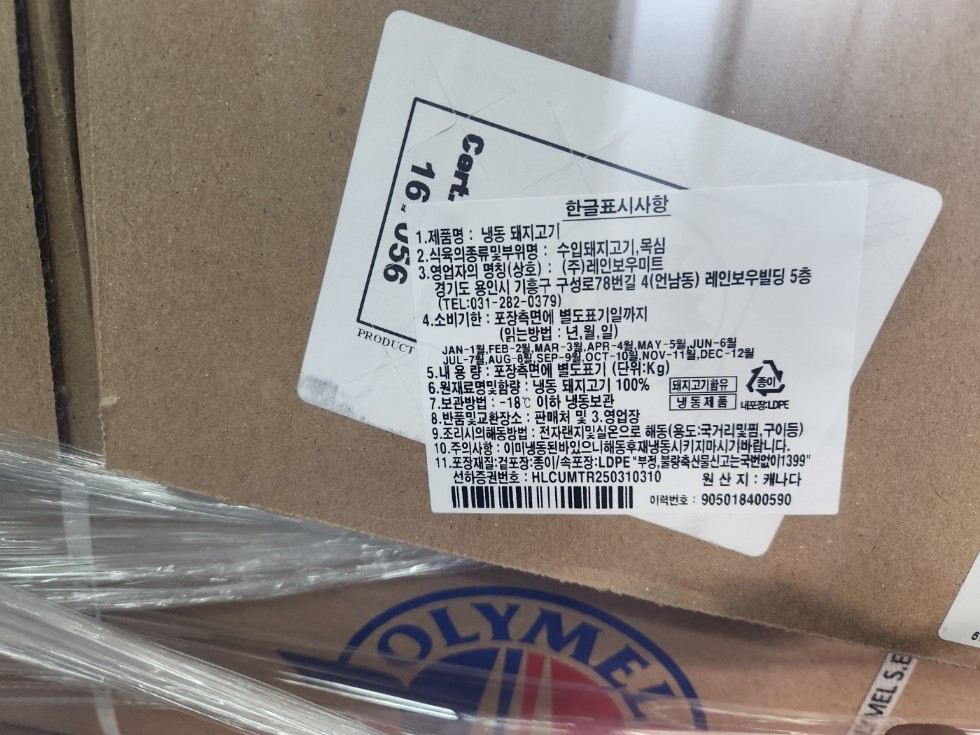 Cert.
16. 056
PRODUCT
한글표시사항
1.제품명 : 냉동 돼지고기
2.식육의종류및부위명 : 수입돼지고기,목심
3.영업자의 명칭(상호) : (주)레인보우미트
경기도 용인시 기흥구 구성로78번길 4(언남동) 레인보우빌딩 5층
(TEL:031-282-0379)
4.소비기한 : 포장측면에 별도표기일까지
(읽는방법 : 년,월,일)
JAN-1월,FEB-2월,MAR-3월,APR-4월,MAY-5월,JUN-6월
JUL-7월,AUG-8월,SEP-9월,OCT-10월,NOV-11월,DEC-12월
5.내 용 량 : 포장측면에 별도표기 (단위:Kg)
6.원재료명및함량 : 냉동 돼지고기 100%
돼지고기함유
종이
7.보관방법 : -18℃ 이하 냉동보관
냉 동 제 품
내포장:LDPE
8.반품및교환장소 : 판매처 및 3.영업장
9.조리시의해동방법 : 전자랜지및실온으로 해동(용도:국거리및찜,구이등)
10.주의사항 : 이미냉동된바있으니해동후재냉동시키지마시기바랍니다.
11.포장재질:겉포장:종이/속포장:LDPE "부정,불량축산물신고는국번없이1399"
선하증권번호 : HLCUMTR250310310
원 산 지 : 캐나다
이력번호 : 905018400590
OLYMEL
MEL S.E